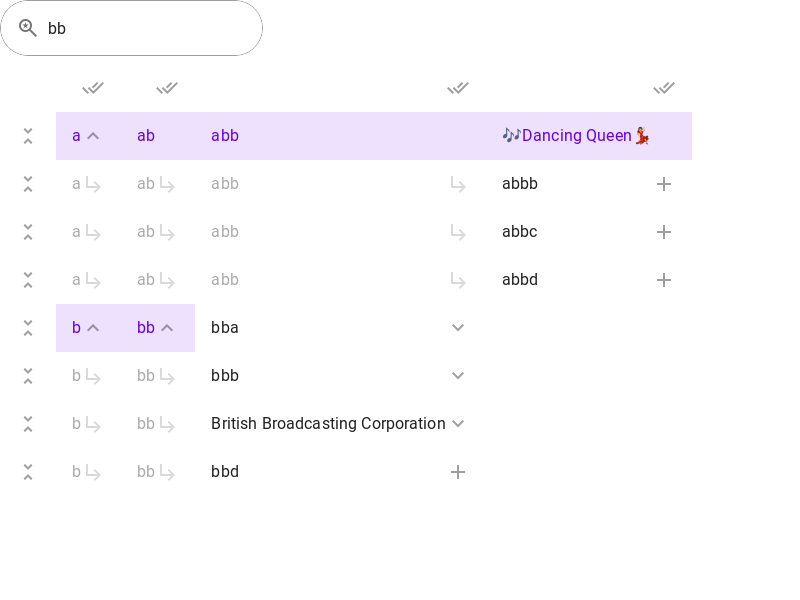 bb
a ab abb 🎶Dancing Queen💃
a ab abb abbb
a ab abb abbc
a ab abb abbd
b bb bba
b bb bbb
b bb British Broadcasting Corporation
b bb bbd